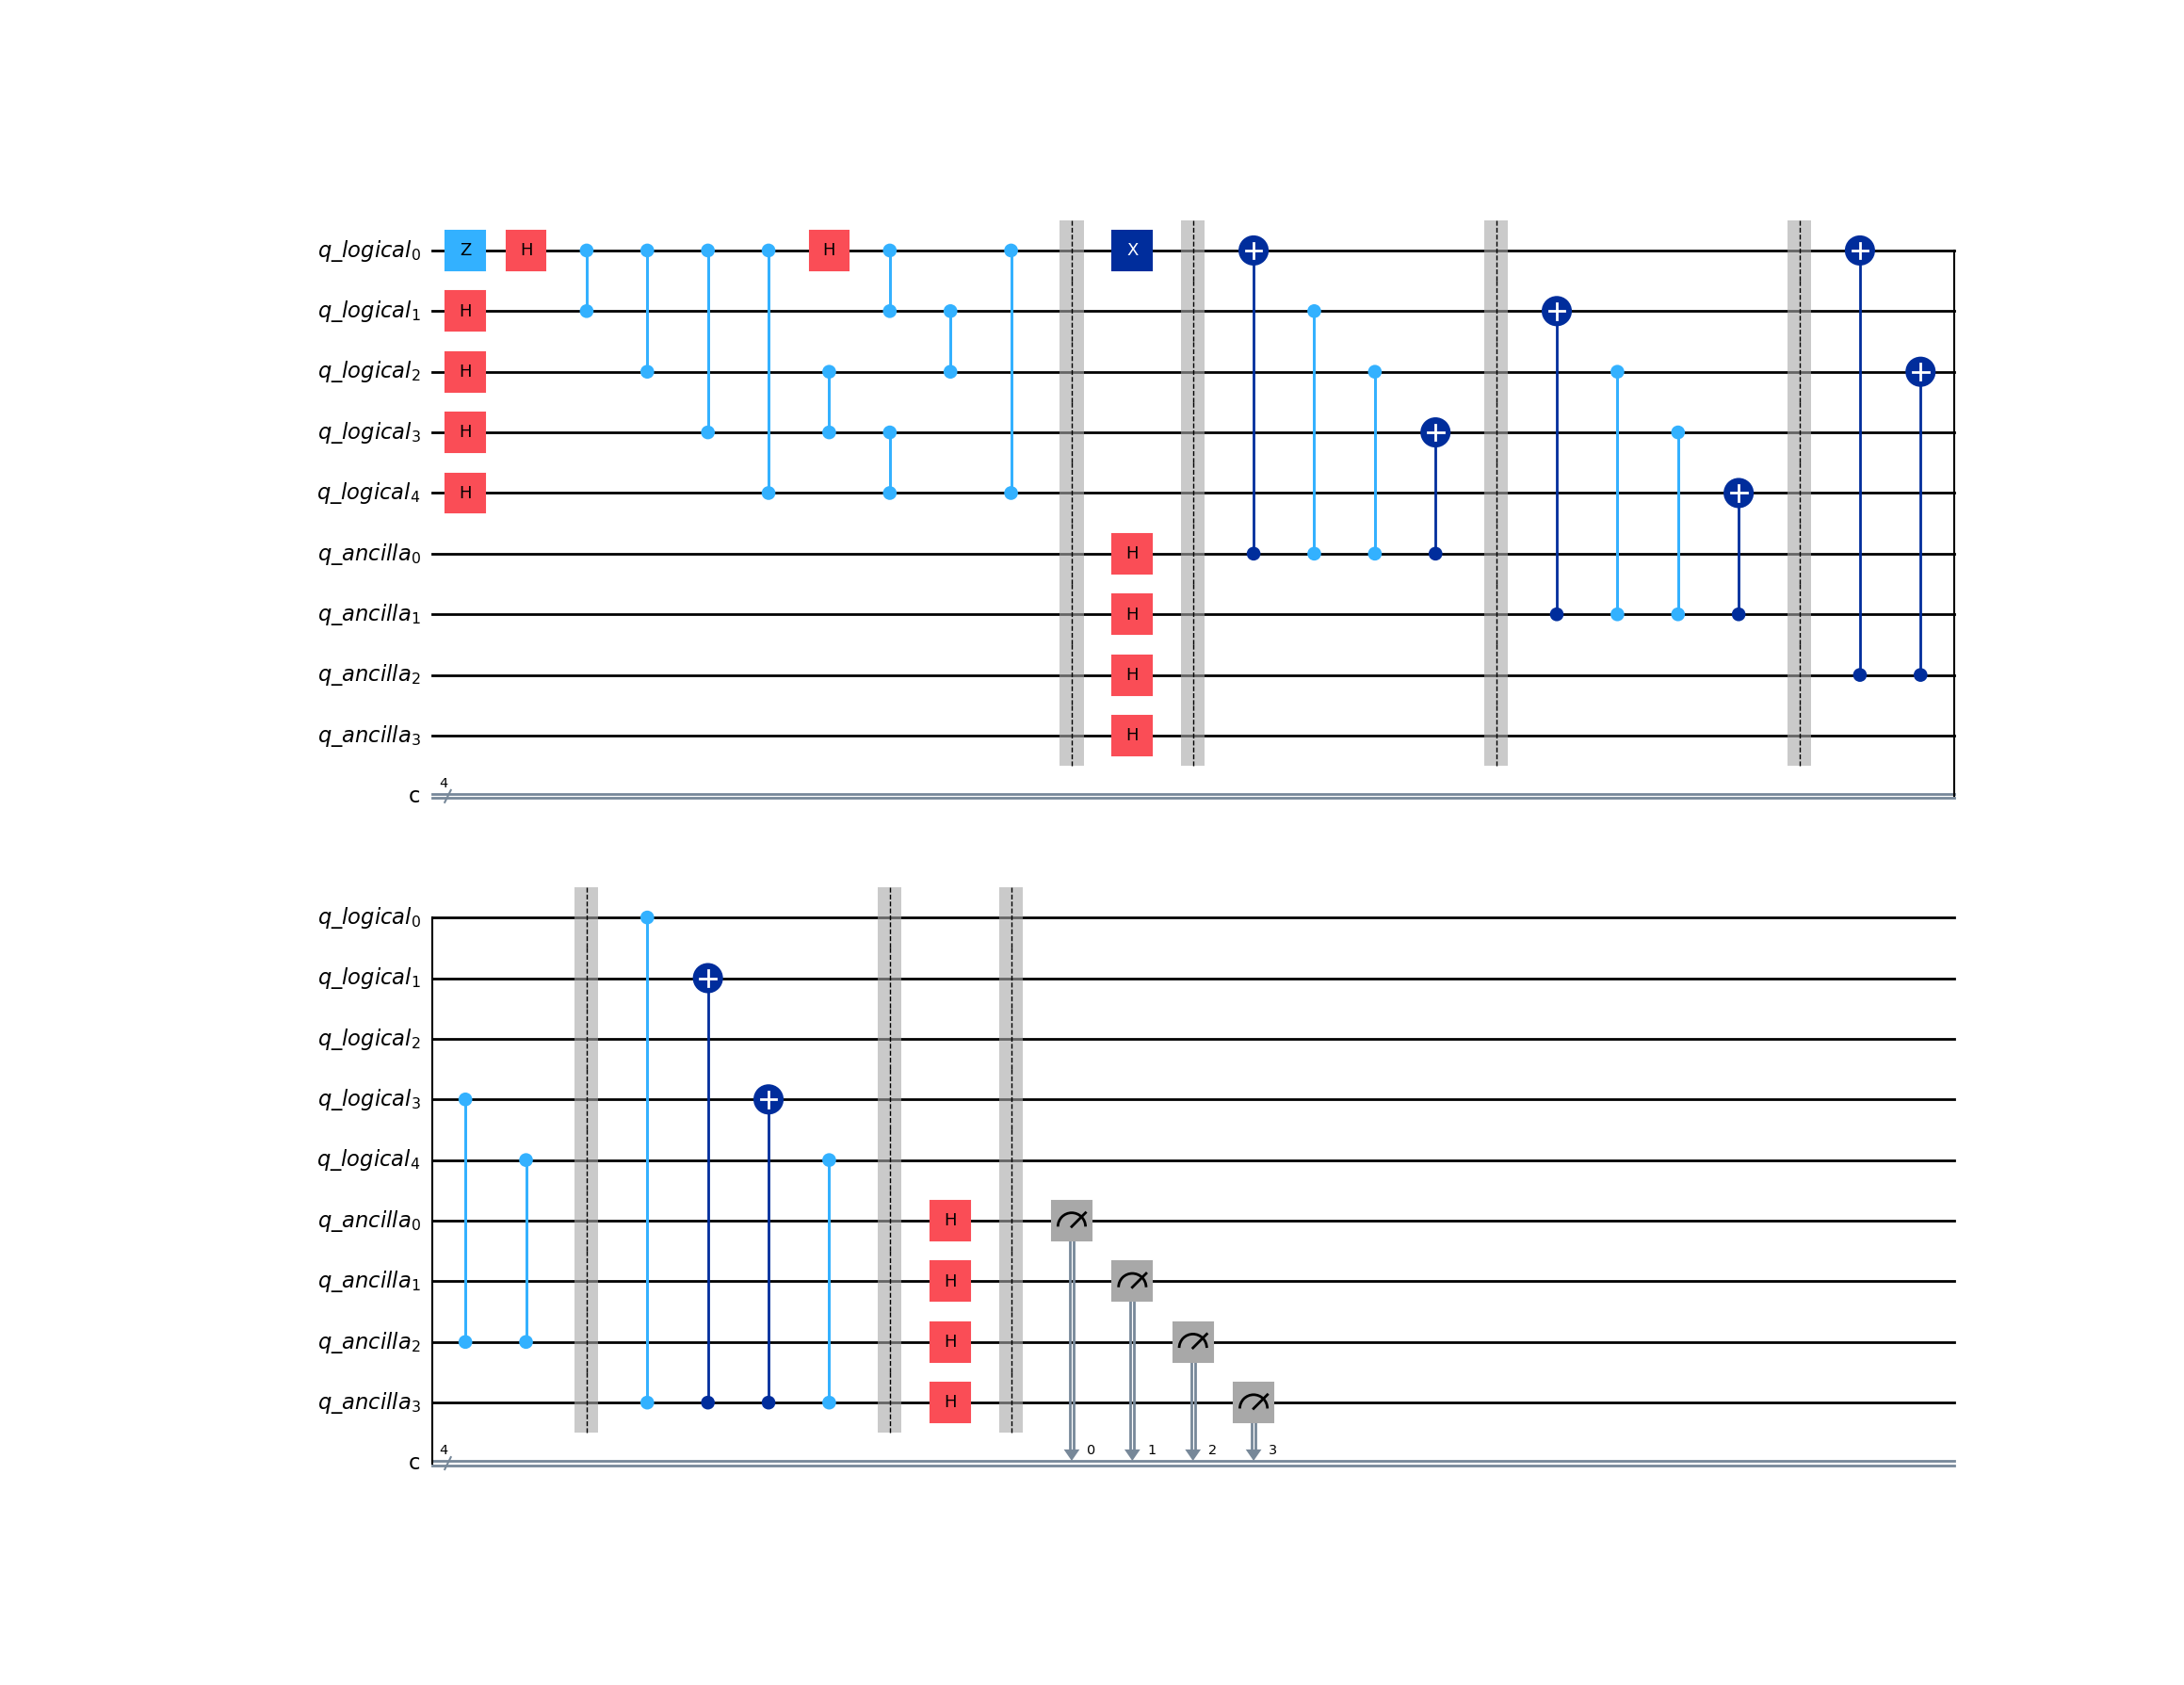 q_logical₀ Z H H X
q_logical₁ H
q_logical₂ H
q_logical₃ H
q_logical₄ H
q_ancilla₀ H
q_ancilla₁ H
q_ancilla₂ H
q_ancilla₃ H
4
c
q_logical₀
q_logical₁
q_logical₂
q_logical₃
q_logical₄
q_ancilla₀ H
q_ancilla₁ H
q_ancilla₂ H
q_ancilla₃ H
4 0 1 2 3
c